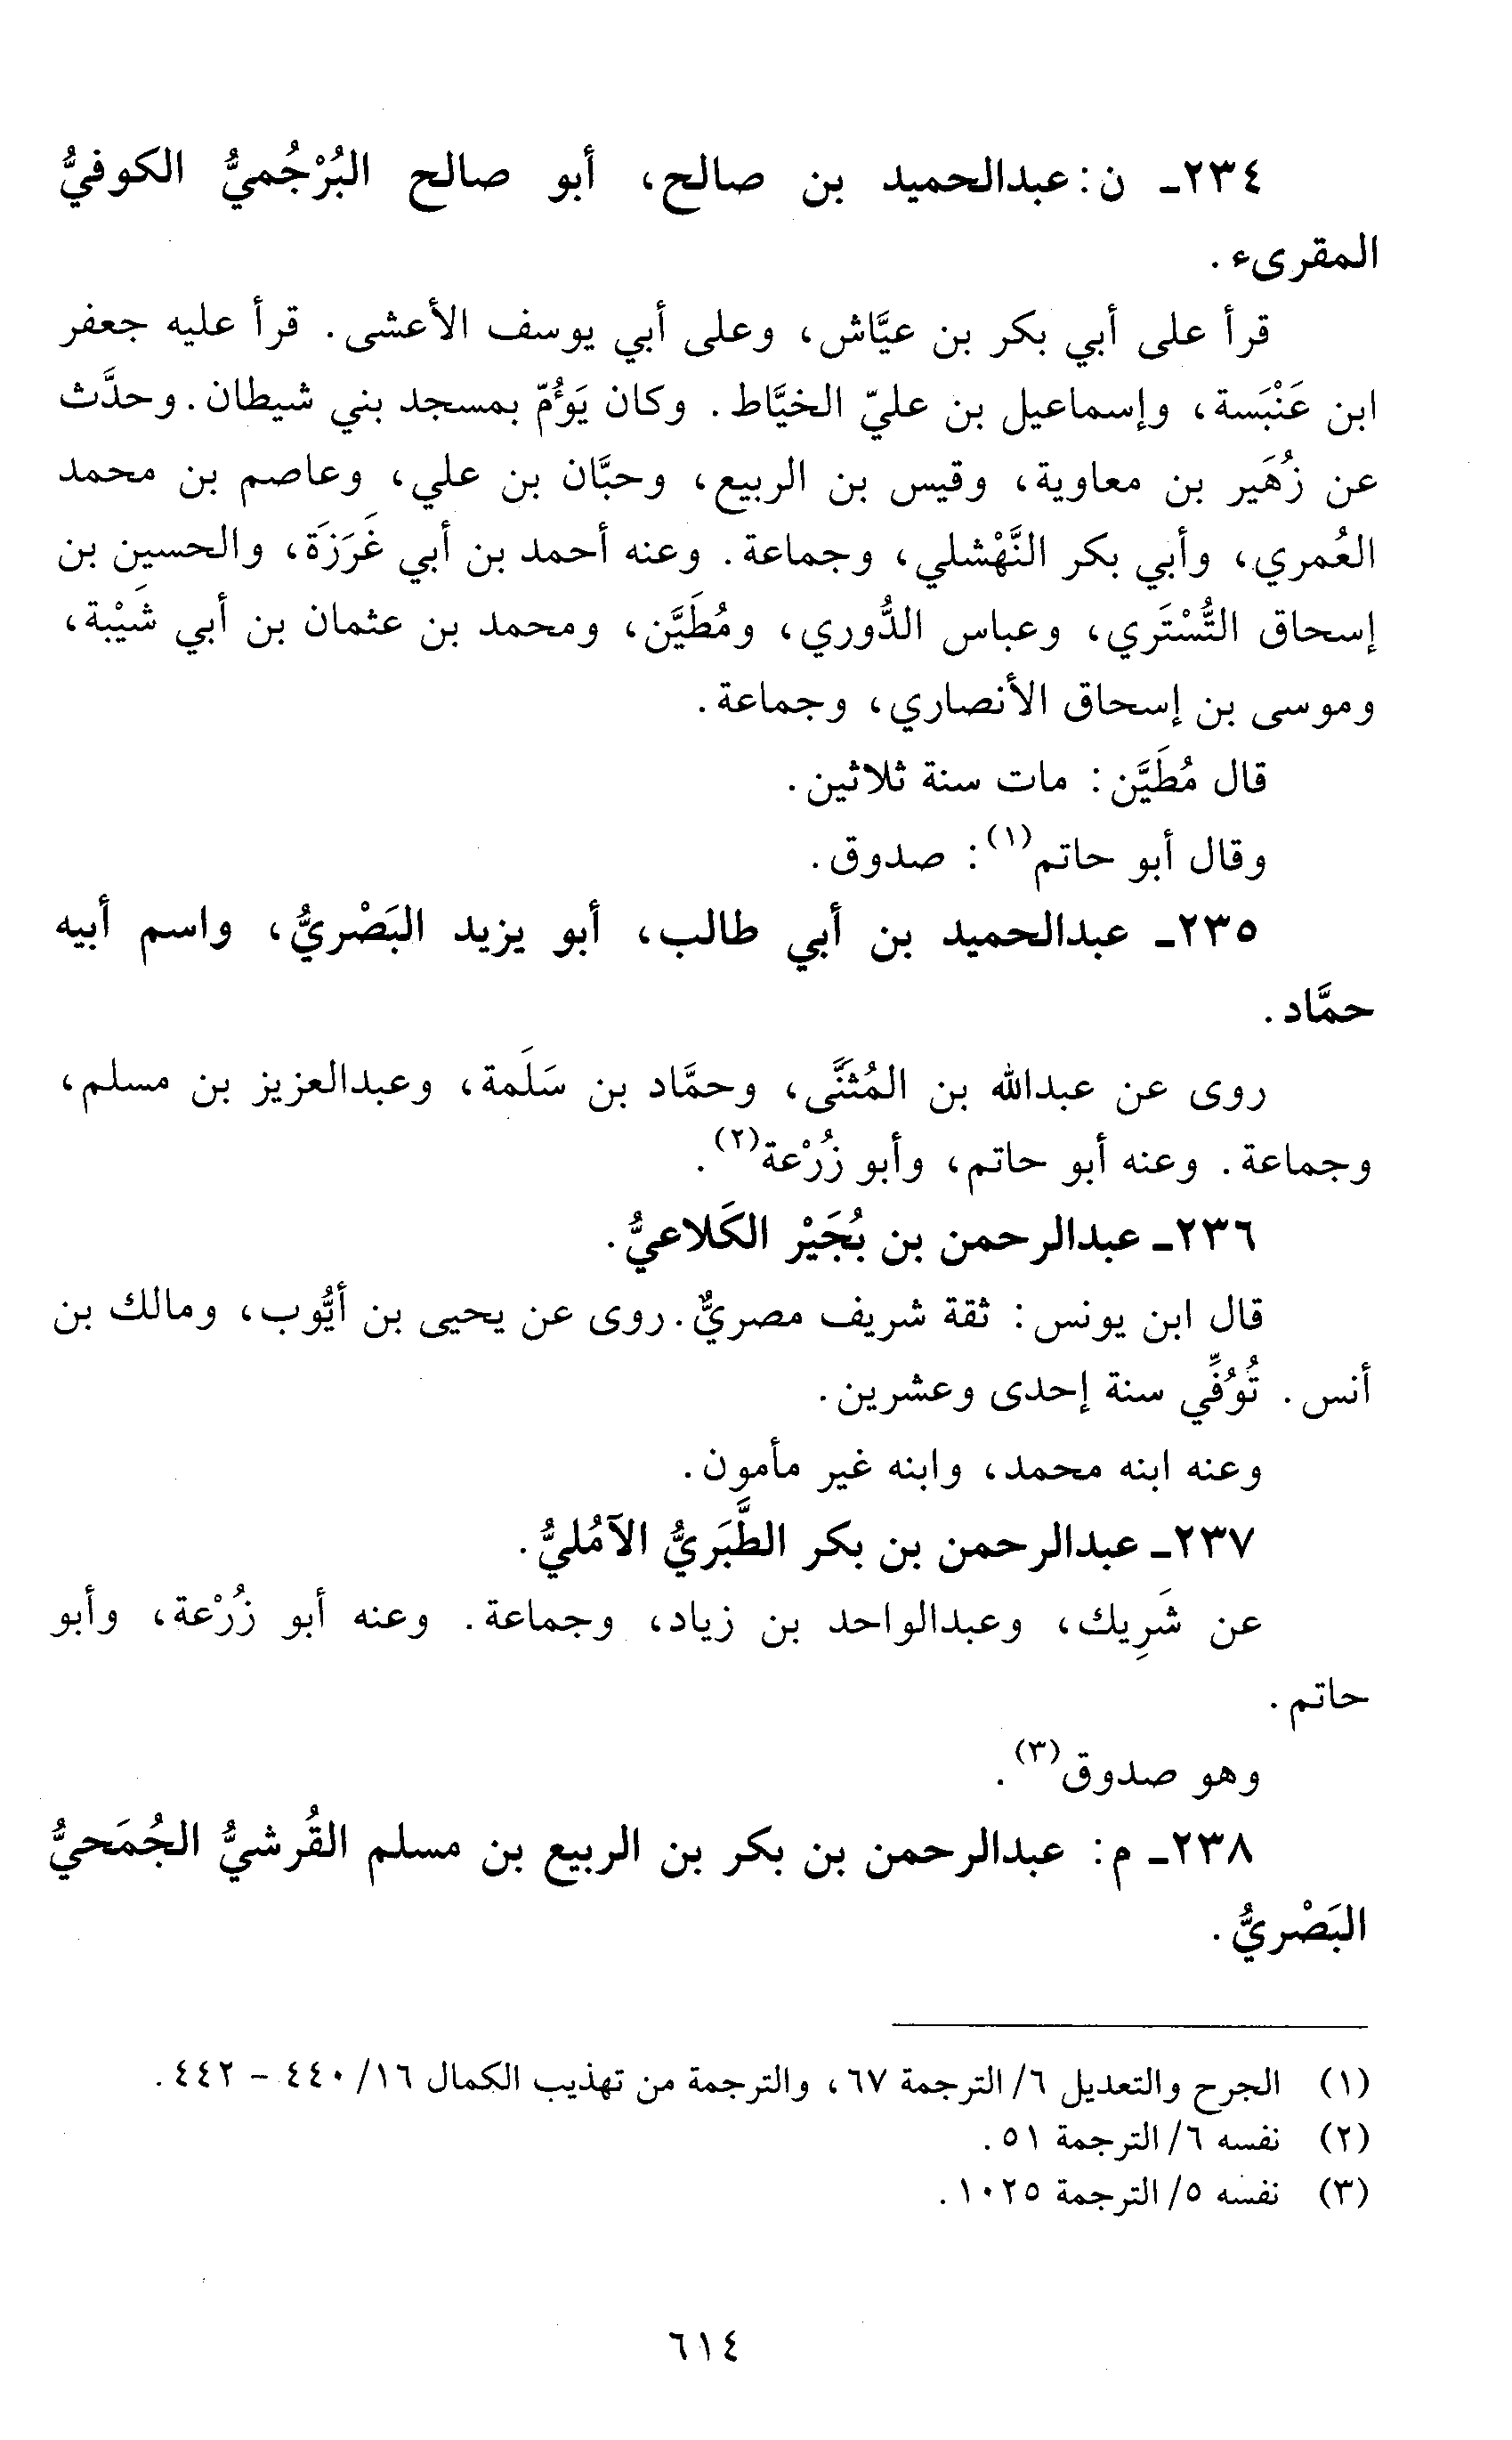 ٢٣٤ـ ن: عبدالحميد بن صالح، أبو صالح البُرْجُميُّ الكوفيُّ
المقرىء.
قرأ على أبي بكر بن عيَّاش، وعلى أبي يوسف الأعشى. قرأ عليه جعفر
ابن عَنْبَسة، وإسماعيل بن عليّ الخيَّاط. وكان يَؤُمّ بمسجد بني شيطان. وحدَّث
عن زُهَير بن معاوية، وقيس بن الربيع، وحبَّان بن علي، وعاصم بن محمد
العُمري، وأبي بكر النَّهْشلي، وجماعة. وعنه أحمد بن أبي غَرَزَة، والحسين بن
إسحاق التُّسْتَري، وعباس الدُّوري، ومُطَيَّن، ومحمد بن عثمان بن أبي شَيْبة،
وموسى بن إسحاق الأنصاري، وجماعة.
قال مُطَيَّن: مات سنة ثلاثين.
وقال أبو حاتم(١): صدوق.
٢٣٥ـ عبدالحميد بن أبي طالب، أبو يزيد البَصْريُّ، واسم أبيه
حمَّاد.
روى عن عبدالله بن المُثنَّى، وحمَّاد بن سَلَمة، وعبدالعزيز بن مسلم،
وجماعة. وعنه أبو حاتم، وأبو زُرْعة(٢).
٢٣٦ـ عبدالرحمن بن بُجَيْر الكَلاعيُّ.
قال ابن يونس: ثقة شريف مصريٌّ. روى عن يحيى بن أيُّوب، ومالك بن
أنس. تُوُفِّي سنة إحدى وعشرين.
وعنه ابنه محمد، وابنه غير مأمون.
٢٣٧ـ عبدالرحمن بن بكر الطَّبَريُّ الآمُليُّ.
عن شَرِيك، وعبدالواحد بن زياد، وجماعة. وعنه أبو زُرْعة، وأبو
حاتم.
وهو صدوق(٣).
٢٣٨ـ م: عبدالرحمن بن بكر بن الربيع بن مسلم القُرشيُّ الجُمَحيُّ
البَصْريُّ.
(١) الجرح والتعديل ٦/ الترجمة ٦٧، والترجمة من تهذيب الكمال ١٦/ ٤٤٠ - ٤٤٢.
(٢) نفسه ٦/ الترجمة ٥١.
(٣) نفسه ٥/ الترجمة ١٠٢٥.
٦١٤